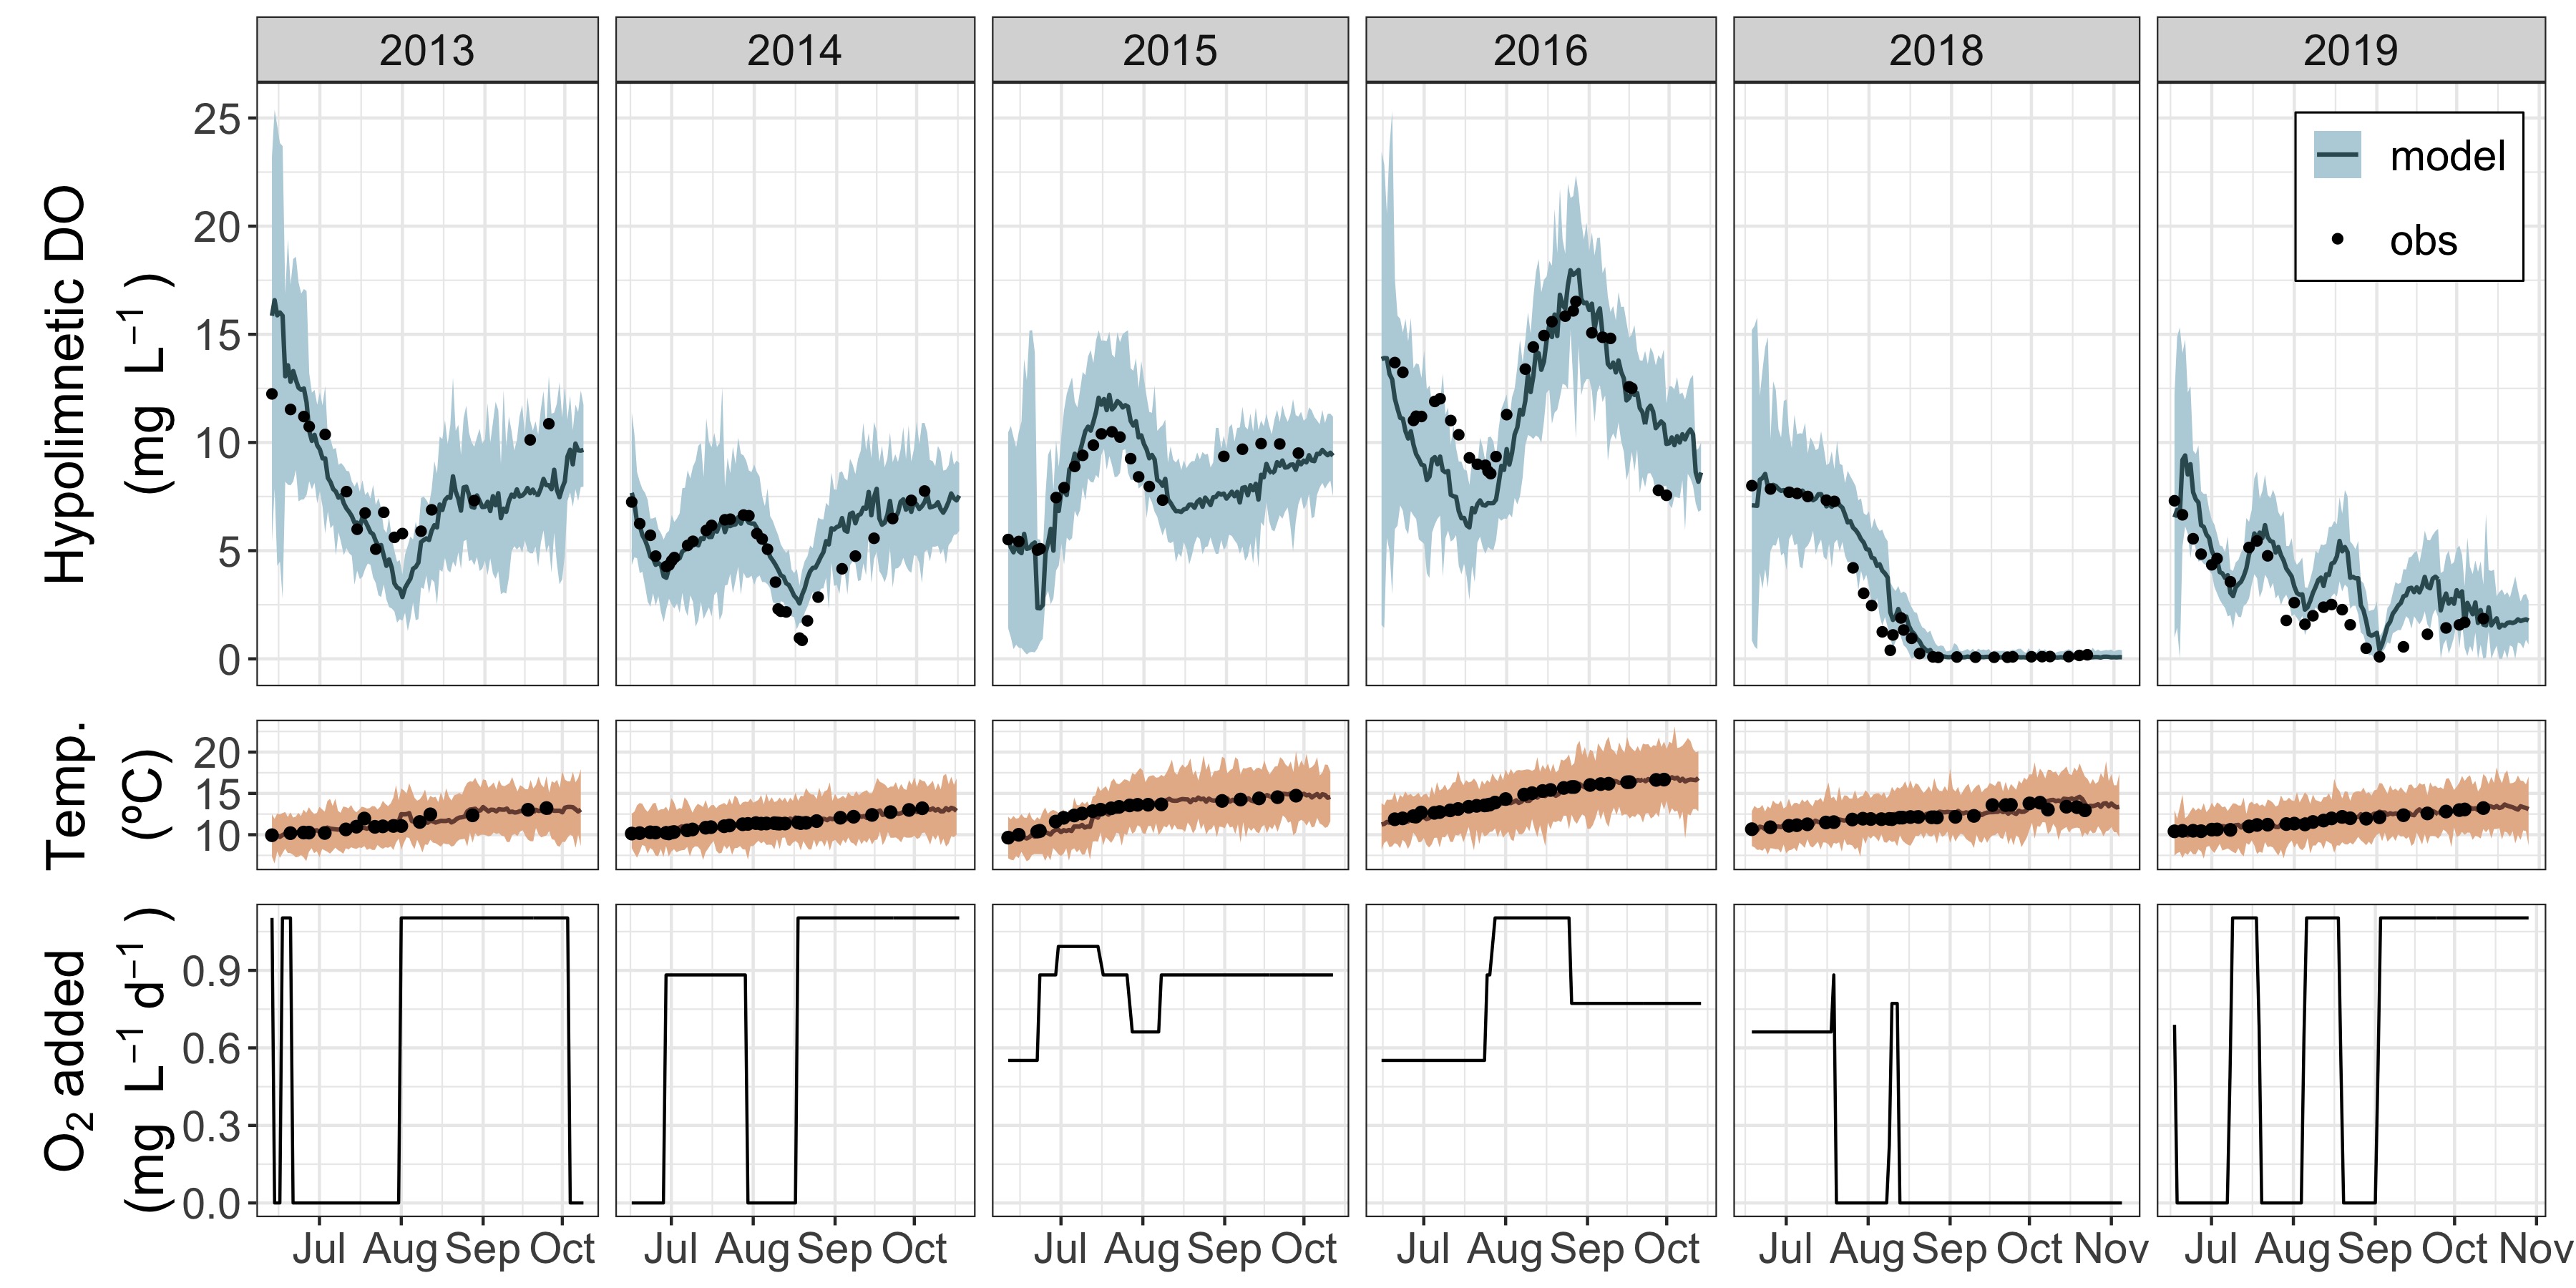 2013 2014 2015 2016 2018 2019
Hypolimnetic DO
(mg L⁻¹ )
25
20
15
10
5
0
model
obs
Temp.
(ºC)
20
15
10
O₂ added
(mg L⁻¹ d⁻¹ )
0.9
0.6
0.3
0.0
Jul Aug Sep Oct Jul Aug Sep Oct Jul Aug Sep Oct Jul Aug Sep Oct Jul Aug Sep Oct Nov Jul Aug Sep Oct Nov